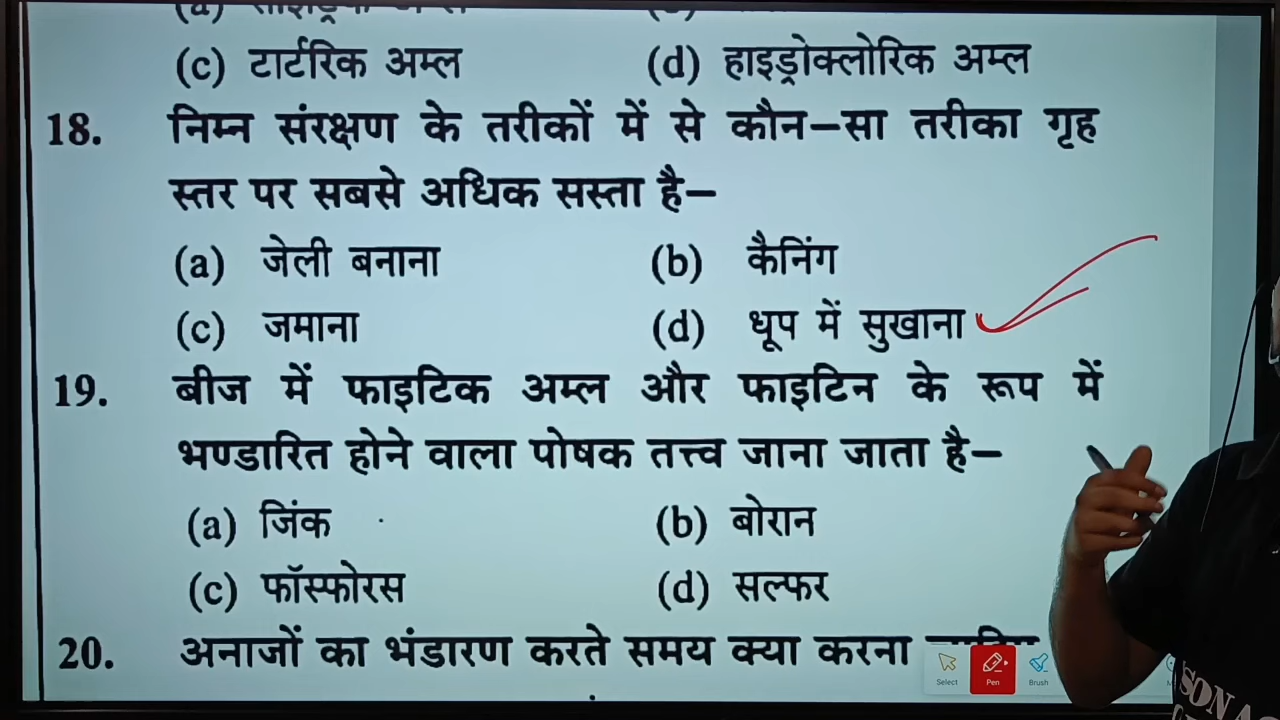 (c) टार्टरिक अम्ल (d) हाइड्रोक्लोरिक अम्ल
18. निम्न संरक्षण के तरीकों में से कौन–सा तरीका गृह
स्तर पर सबसे अधिक सस्ता है–
(a) जेली बनाना (b) कैनिंग
(c) जमाना (d) धूप में सुखाना
19. बीज में फाइटिक अम्ल और फाइटिन के रूप में
भण्डारित होने वाला पोषक तत्त्व जाना जाता है–
(a) जिंक (b) बोरान
(c) फॉस्फोरस (d) सल्फर
20. अनाजों का भंडारण करते समय क्या करना
Select Pen Brush